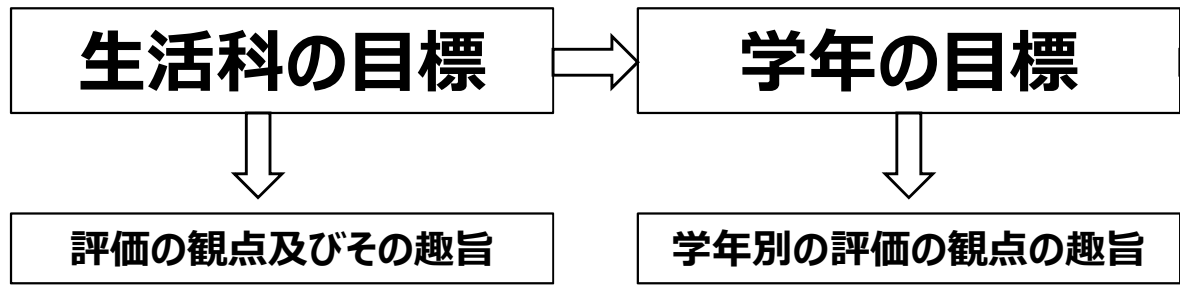 生活科の目標
学年の目標
評価の観点及びその趣旨
学年別の評価の観点の趣旨